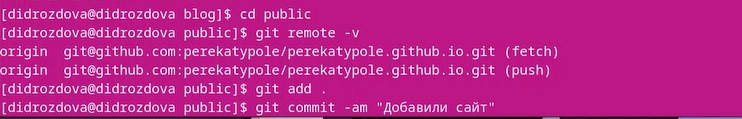 [didrozdova@didrozdova blog]$ cd public
[didrozdova@didrozdova public]$ git remote -v
origin  git@github.com:perekatypole/perekatypole.github.io.git (fetch)
origin  git@github.com:perekatypole/perekatypole.github.io.git (push)
[didrozdova@didrozdova public]$ git add .
[didrozdova@didrozdova public]$ git commit -am "Добавили сайт"